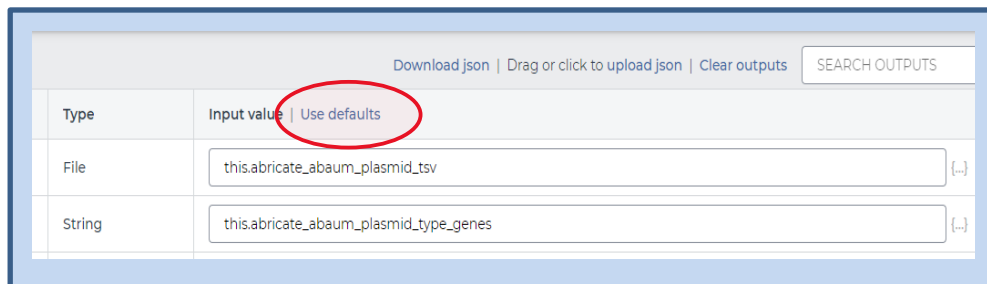 Download json | Drag or click to upload json | Clear outputs SEARCH OUTPUTS
Type Input value | Use defaults
File this.abricate_abaum_plasmid_tsv {...}
String this.abricate_abaum_plasmid_type_genes {...}